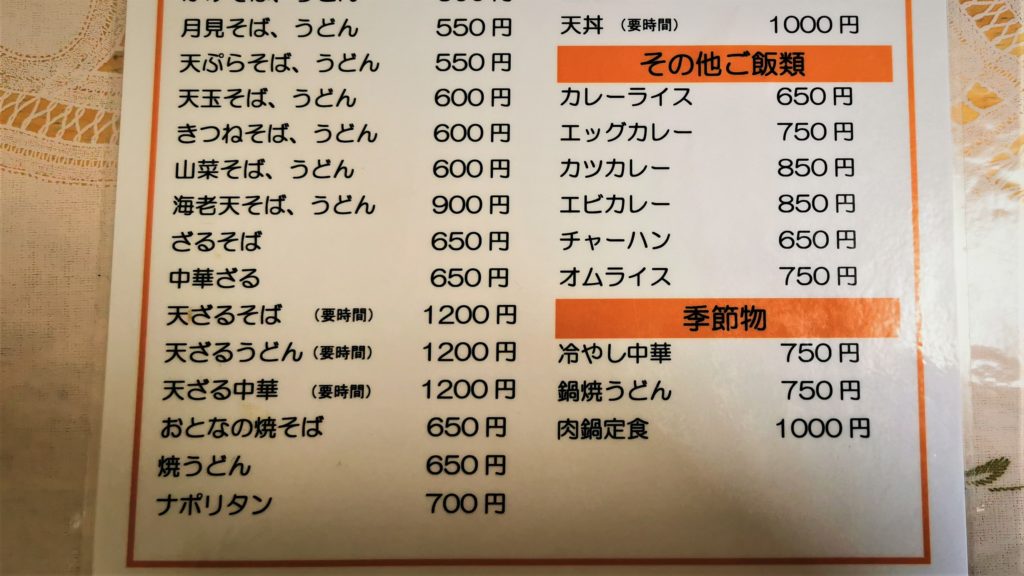 月見そば、うどん 550円
天ぷらそば、うどん 550円
天玉そば、うどん 600円
きつねそば、うどん 600円
山菜そば、うどん 600円
海老天そば、うどん 900円
ざるそば 650円
中華ざる 650円
天ざるそば (要時間) 1200円
天ざるうどん (要時間) 1200円
天ざる中華 (要時間) 1200円
おとなの焼そば 650円
焼うどん 650円
ナポリタン 700円
天丼 (要時間) 1000円
その他ご飯類
カレーライス 650円
エッグカレー 750円
カツカレー 850円
エビカレー 850円
チャーハン 650円
オムライス 750円
季節物
冷やし中華 750円
鍋焼うどん 750円
肉鍋定食 1000円